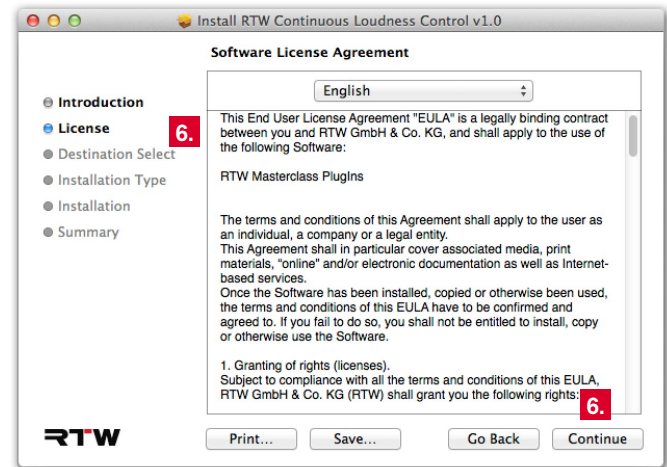 Install RTW Continuous Loudness Control v1.0
Software License Agreement
Introduction
License
Destination Select
Installation Type
Installation
Summary
6.
English
This End User License Agreement "EULA" is a legally binding contract
between you and RTW GmbH & Co. KG, and shall apply to the use of
the following Software:
RTW Masterclass PlugIns
The terms and conditions of this Agreement shall apply to the user as
an individual, a company or a legal entity.
This Agreement shall in particular cover associated media, print
materials, "online" and/or electronic documentation as well as Internet-
based services.
Once the Software has been installed, copied or otherwise been used,
the terms and conditions of this EULA have to be confirmed and
agreed to. If you fail to do so, you shall not be entitled to install, copy
or otherwise use the Software.
1. Granting of rights (licenses).
Subject to compliance with all the terms and conditions of this EULA,
RTW GmbH & Co. KG (RTW) shall grant you the following rights:
6.
RTW
Print... Save... Go Back Continue